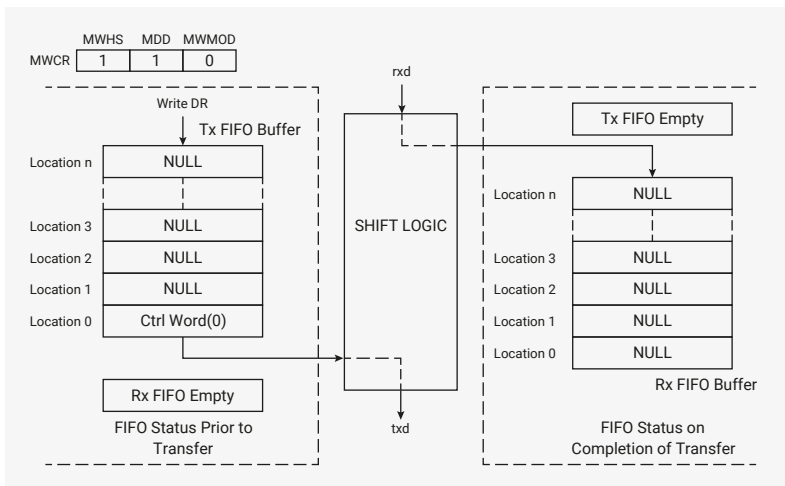 MWHS MDD MWMOD
MWCR 1 1 0
rxd
Write DR
Tx FIFO Buffer
Location n NULL
Location 3 NULL
Location 2 NULL
Location 1 NULL
Location 0 Ctrl Word(0)
Rx FIFO Empty
FIFO Status Prior to
Transfer
SHIFT LOGIC
txd
Tx FIFO Empty
Location n NULL
Location 3 NULL
Location 2 NULL
Location 1 NULL
Location 0 NULL
Rx FIFO Buffer
FIFO Status on
Completion of Transfer